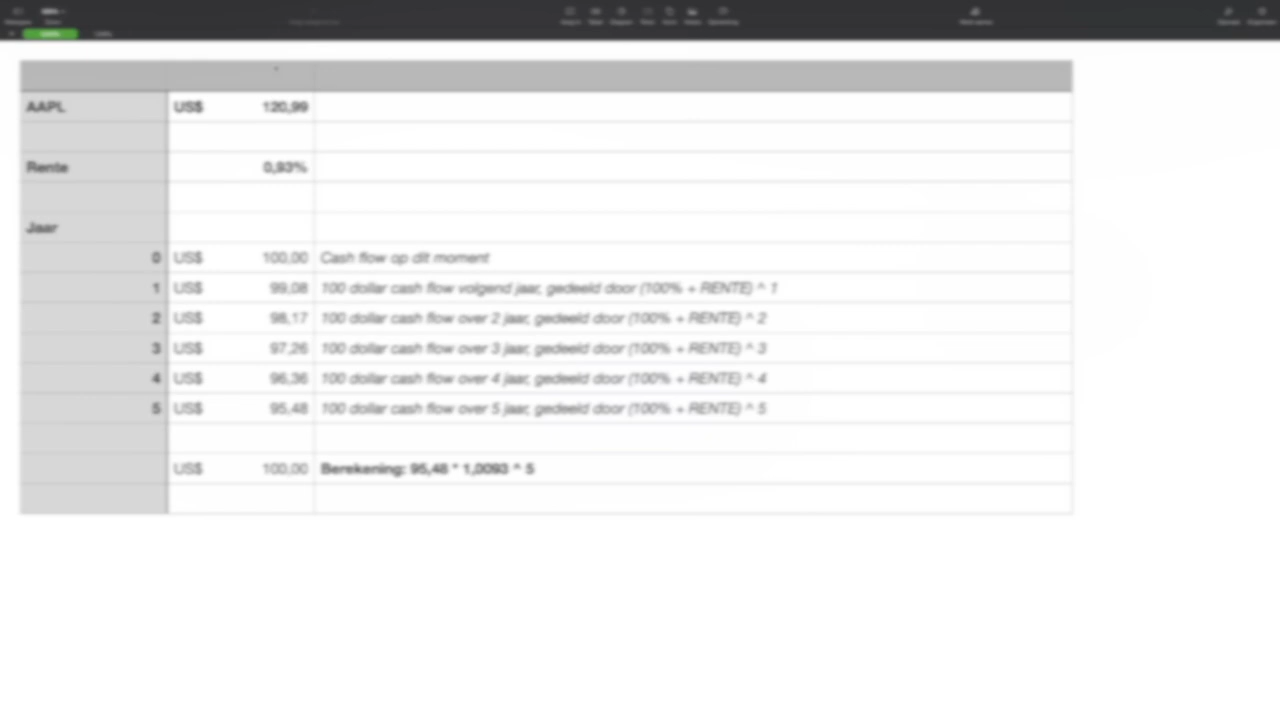 AAPL US$ 120,99
Rente 0,93%
Jaar
0 US$ 100,00 Cash flow op dit moment
1 US$ 99,08 100 dollar cash flow volgend jaar, gedeeld door (100% + RENTE) ^ 1
2 US$ 98,17 100 dollar cash flow over 2 jaar, gedeeld door (100% + RENTE) ^ 2
3 US$ 97,26 100 dollar cash flow over 3 jaar, gedeeld door (100% + RENTE) ^ 3
4 US$ 96,36 100 dollar cash flow over 4 jaar, gedeeld door (100% + RENTE) ^ 4
5 US$ 95,48 100 dollar cash flow over 5 jaar, gedeeld door (100% + RENTE) ^ 5
US$ 100,00 Berekening: 95,48 * 1,0093 ^ 5